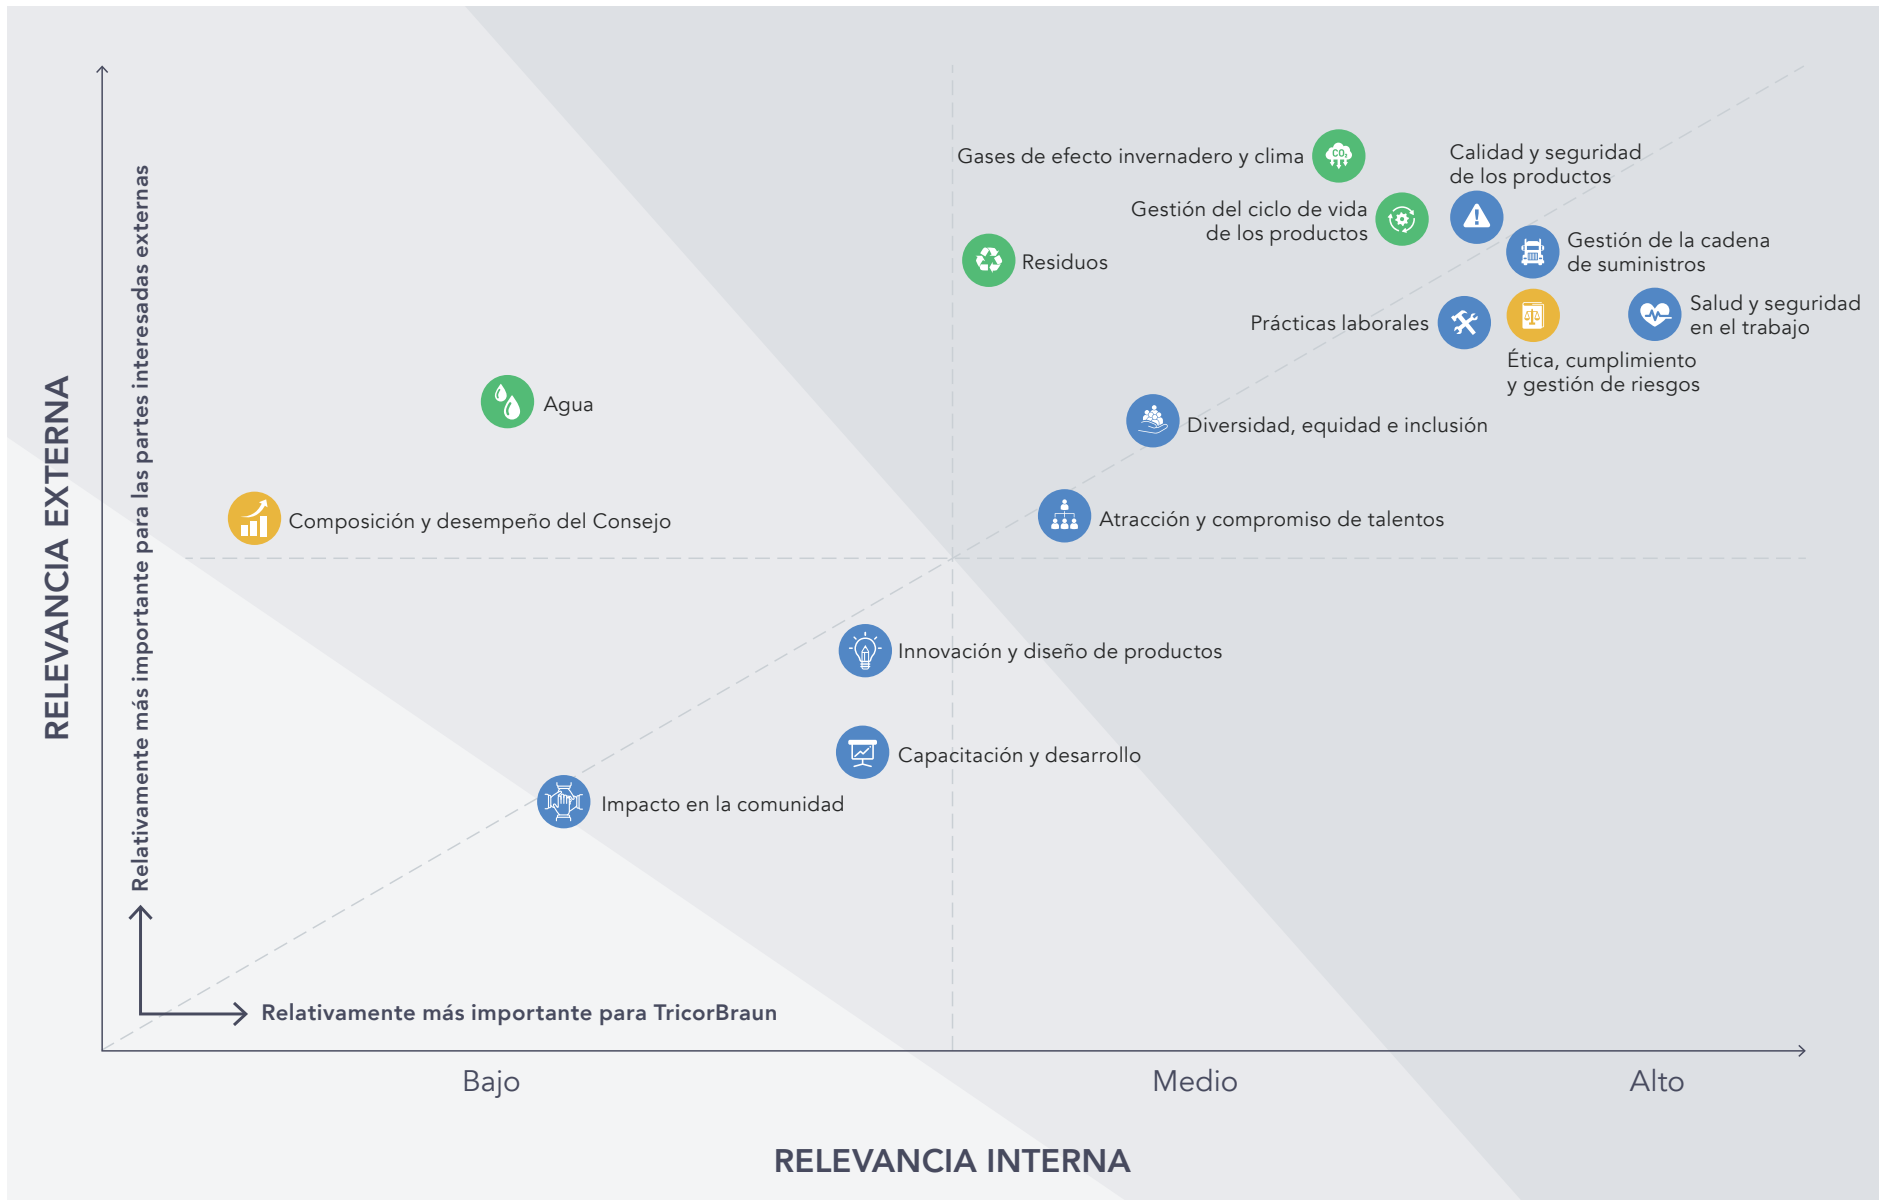 RELEVANCIA EXTERNA
Relativamente más importante para las partes interesadas externas
Gases de efecto invernadero y clima
CO₂
Calidad y seguridad
de los productos
Gestión del ciclo de vida
de los productos
Gestión de la cadena
de suministros
Residuos
Prácticas laborales
Salud y seguridad
en el trabajo
Ética, cumplimiento
y gestión de riesgos
Agua
Diversidad, equidad e inclusión
Composición y desempeño del Consejo
Atracción y compromiso de talentos
Innovación y diseño de productos
Capacitación y desarrollo
Impacto en la comunidad
Relativamente más importante para TricorBraun
Bajo
Medio
Alto
RELEVANCIA INTERNA